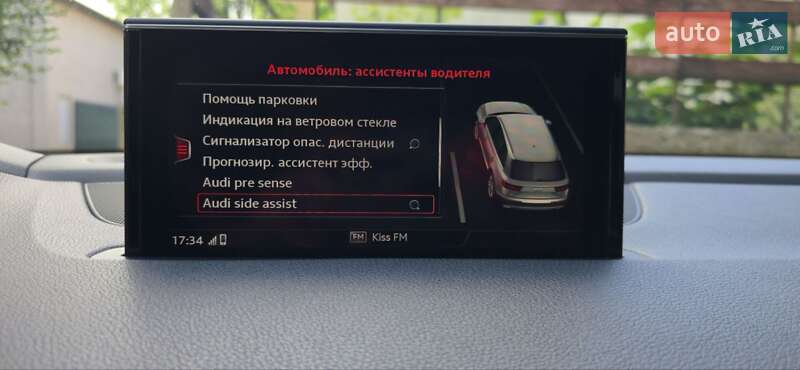 auto RIA .com
Автомобиль: ассистенты водителя
Помощь парковки
Индикация на ветровом стекле
Сигнализатор опас. дистанции
Прогнозир. ассистент эфф.
Audi pre sense
Audi side assist
17:34
FM Kiss FM